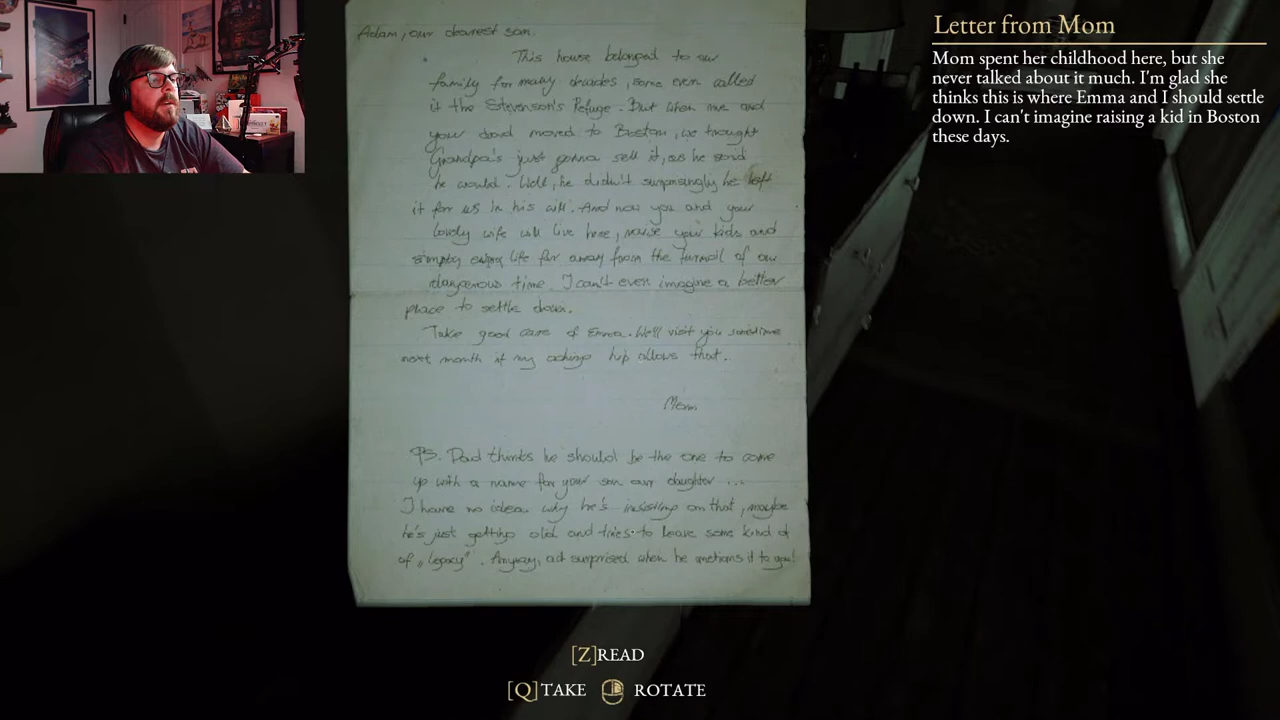 Adam, our dearest son.
This house belonged to our
family for many decades, some even called
it the Stevenson's Refuge. But when me and
your dad moved to Boston, we thought
Grandpa's just gonna sell it, as he said
he would. Well, he didn't surprisingly he left
it for us in his will. And now you and your
lovely wife will live here, raise your kids and
simply enjoy life far away from the turmoil of our
dangerous time. I can't even imagine a better
place to settle down.
Take good care of Emma. We'll visit you sometime
next month if my aching hip allows that.
Mom
PS. Dad thinks he should be the one to come
up with a name for your son our daughter ...
I have no idea why he's insisting on that, maybe
he's just getting old and tries to leave some kind of
of „legacy". Anyway, act surprised when he mentions it to you!
Letter from Mom
Mom spent her childhood here, but she
never talked about it much. I'm glad she
thinks this is where Emma and I should settle
down. I can't imagine raising a kid in Boston
these days.
[Z]READ
[Q]TAKE ROTATE